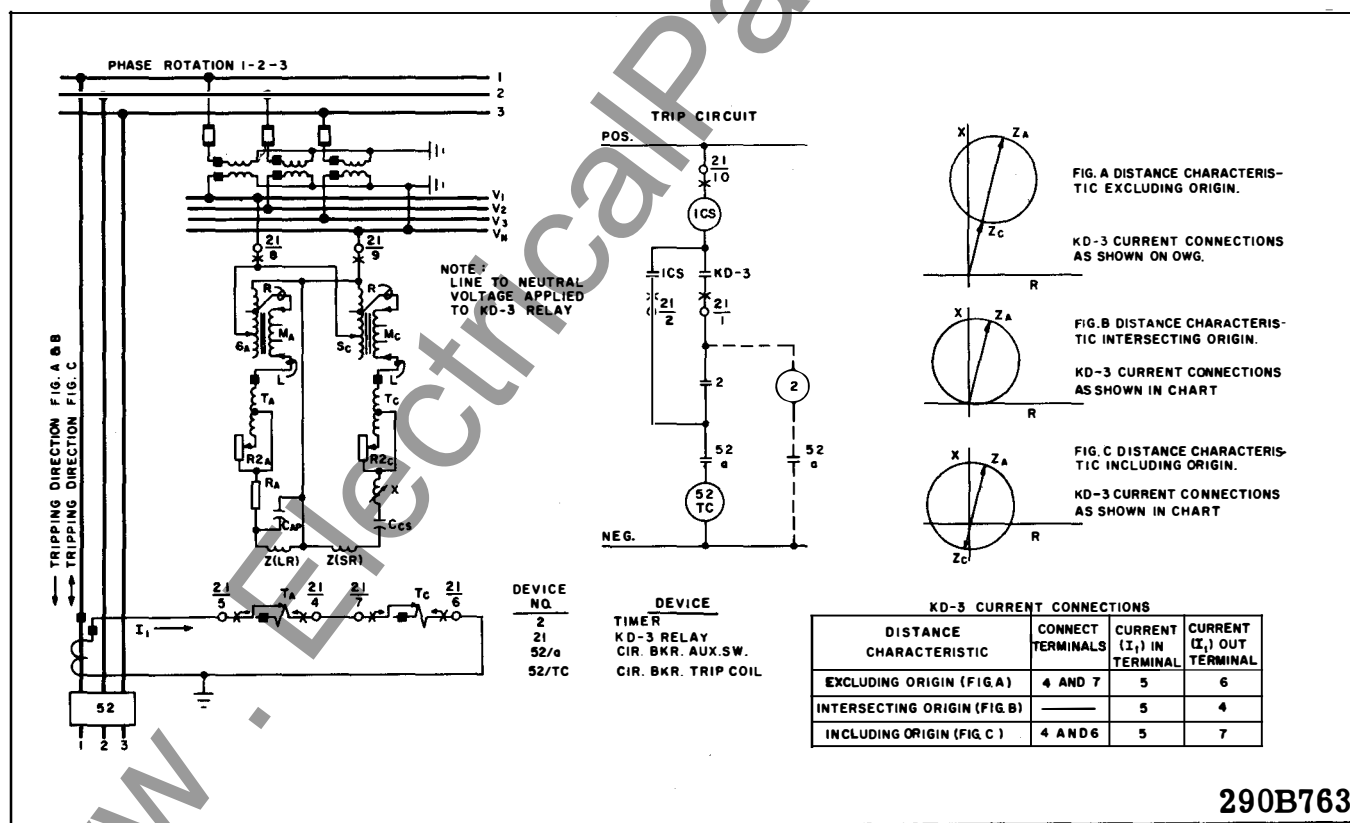 www.ElectricalPa
PHASE ROTATION 1-2-3
1
2
3
V1
V2
V3
VN
21
8
21
9
NOTE:
LINE TO NEUTRAL
VOLTAGE APPLIED
TO KD-3 RELAY
R
R
SA
MA
SC
MC
L
L
TA
TC
R2A
R2C
RA
X
CAP
CCS
Z(LR)
Z(SR)
TRIPPING DIRECTION FIG. A & B
TRIPPING DIRECTION FIG. C
I1
21
5
TA
21
4
21
7
TC
21
6
52
1 2 3
TRIP CIRCUIT
POS.
21
10
ICS
ICS
KD-3
21
2
21
1
2
2
52
a
52
a
52
TC
NEG.
DEVICE NO.
DEVICE
2 TIMER
21 KD-3 RELAY
52/a CIR. BKR. AUX.SW.
52/TC CIR. BKR. TRIP COIL
X
ZA
ZC
R
FIG. A DISTANCE CHARACTERIS-
TIC EXCLUDING ORIGIN.
KD-3 CURRENT CONNECTIONS
AS SHOWN ON DWG.
X
ZA
R
FIG.B DISTANCE CHARACTERIS-
TIC INTERSECTING ORIGIN.
KD-3 CURRENT CONNECTIONS
AS SHOWN IN CHART
X
ZA
ZC
R
FIG.C DISTANCE CHARACTERIS-
TIC INCLUDING ORIGIN.
KD-3 CURRENT CONNECTIONS
AS SHOWN IN CHART
KD-3 CURRENT CONNECTIONS
DISTANCE CHARACTERISTIC
CONNECT TERMINALS
CURRENT (I1) IN TERMINAL
CURRENT (I1) OUT TERMINAL
EXCLUDING ORIGIN (FIG.A) 4 AND 7 5 6
INTERSECTING ORIGIN (FIG.B) —— 5 4
INCLUDING ORIGIN (FIG.C) 4 AND 6 5 7
290B763